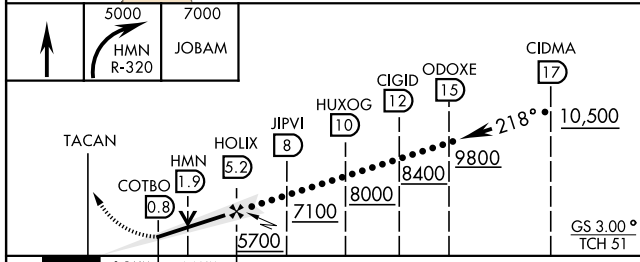 5000
7000
HMN
R-320
JOBAM
CIDMA
17
ODOXE
15
CIGID
12
HUXOG
10
JIPVI
8
HOLIX
5.2
HMN
1.9
COTBO
0.8
TACAN
218°
10,500
9800
8400
8000
7100
5700
GS 3.00°
TCH 51